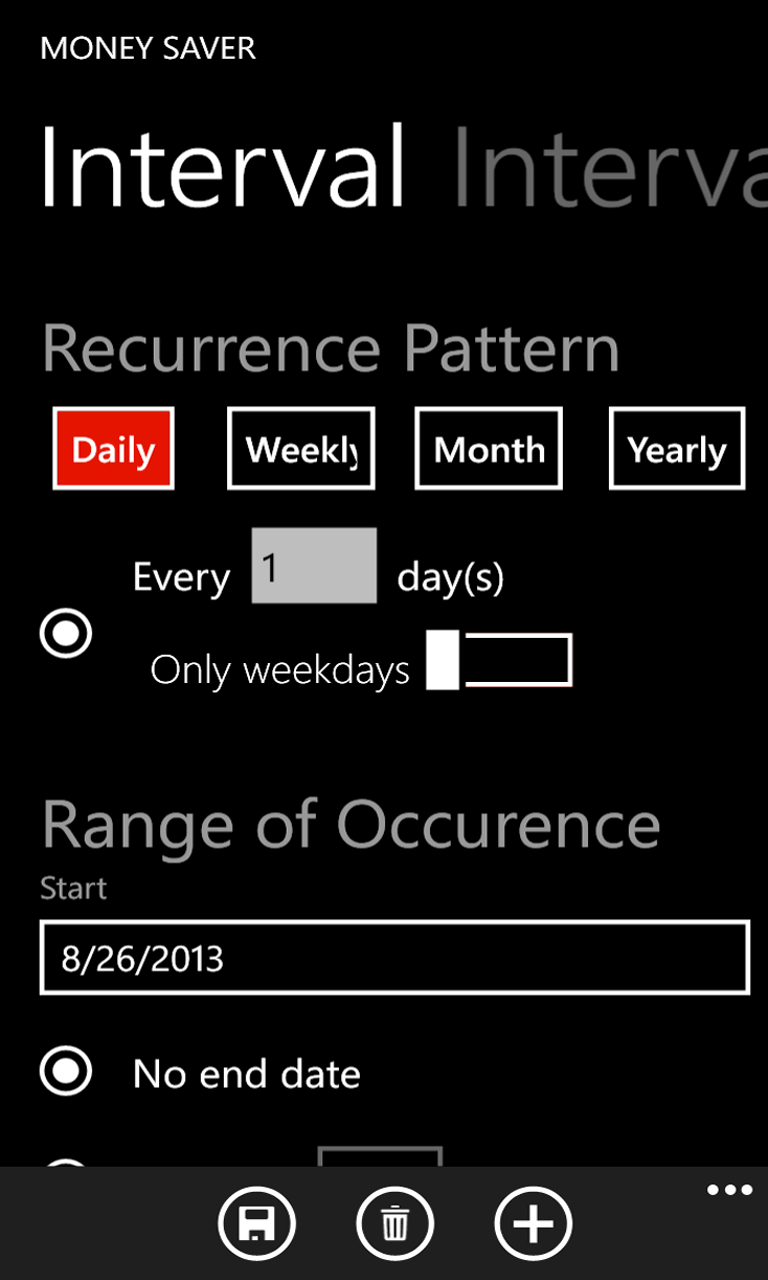 MONEY SAVER
Interval Interva
Recurrence Pattern
Daily Weekly Month Yearly
Every 1 day(s)
Only weekdays
Range of Occurence
Start
8/26/2013
No end date